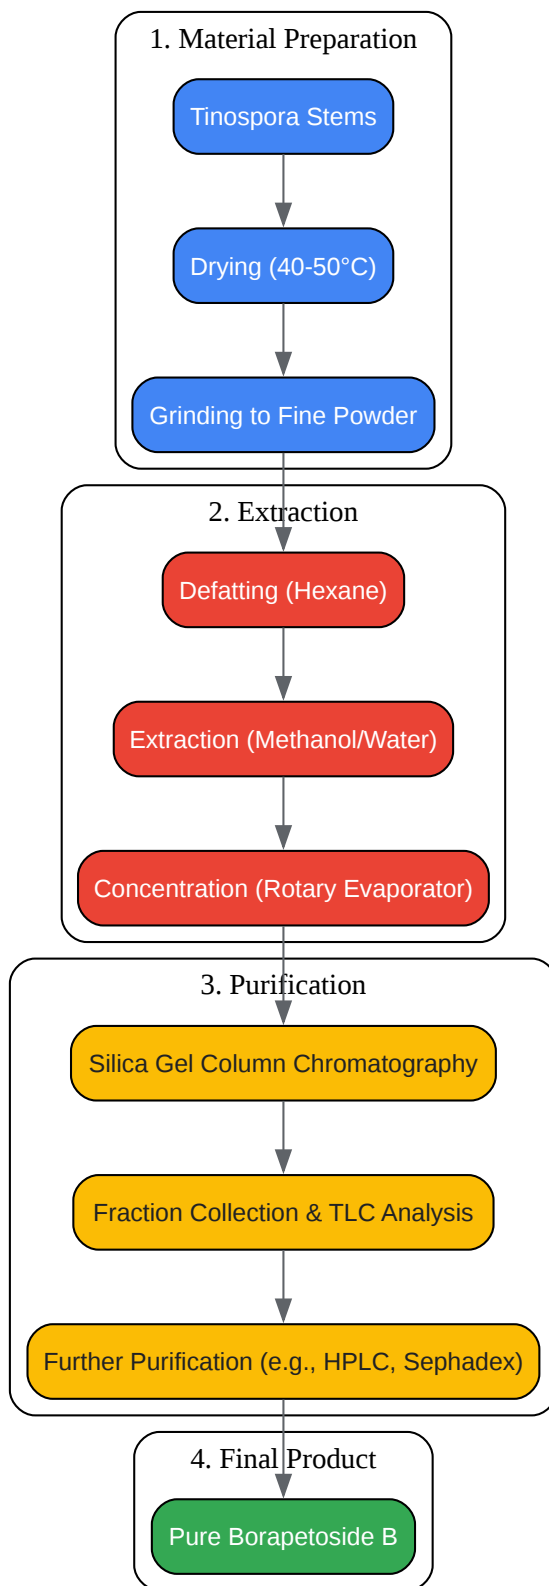 1. Material Preparation
Tinospora Stems
Drying (40-50°C)
Grinding to Fine Powder
2. Extraction
Defatting (Hexane)
Extraction (Methanol/Water)
Concentration (Rotary Evaporator)
3. Purification
Silica Gel Column Chromatography
Fraction Collection & TLC Analysis
Further Purification (e.g., HPLC, Sephadex)
4. Final Product
Pure Borapetoside B